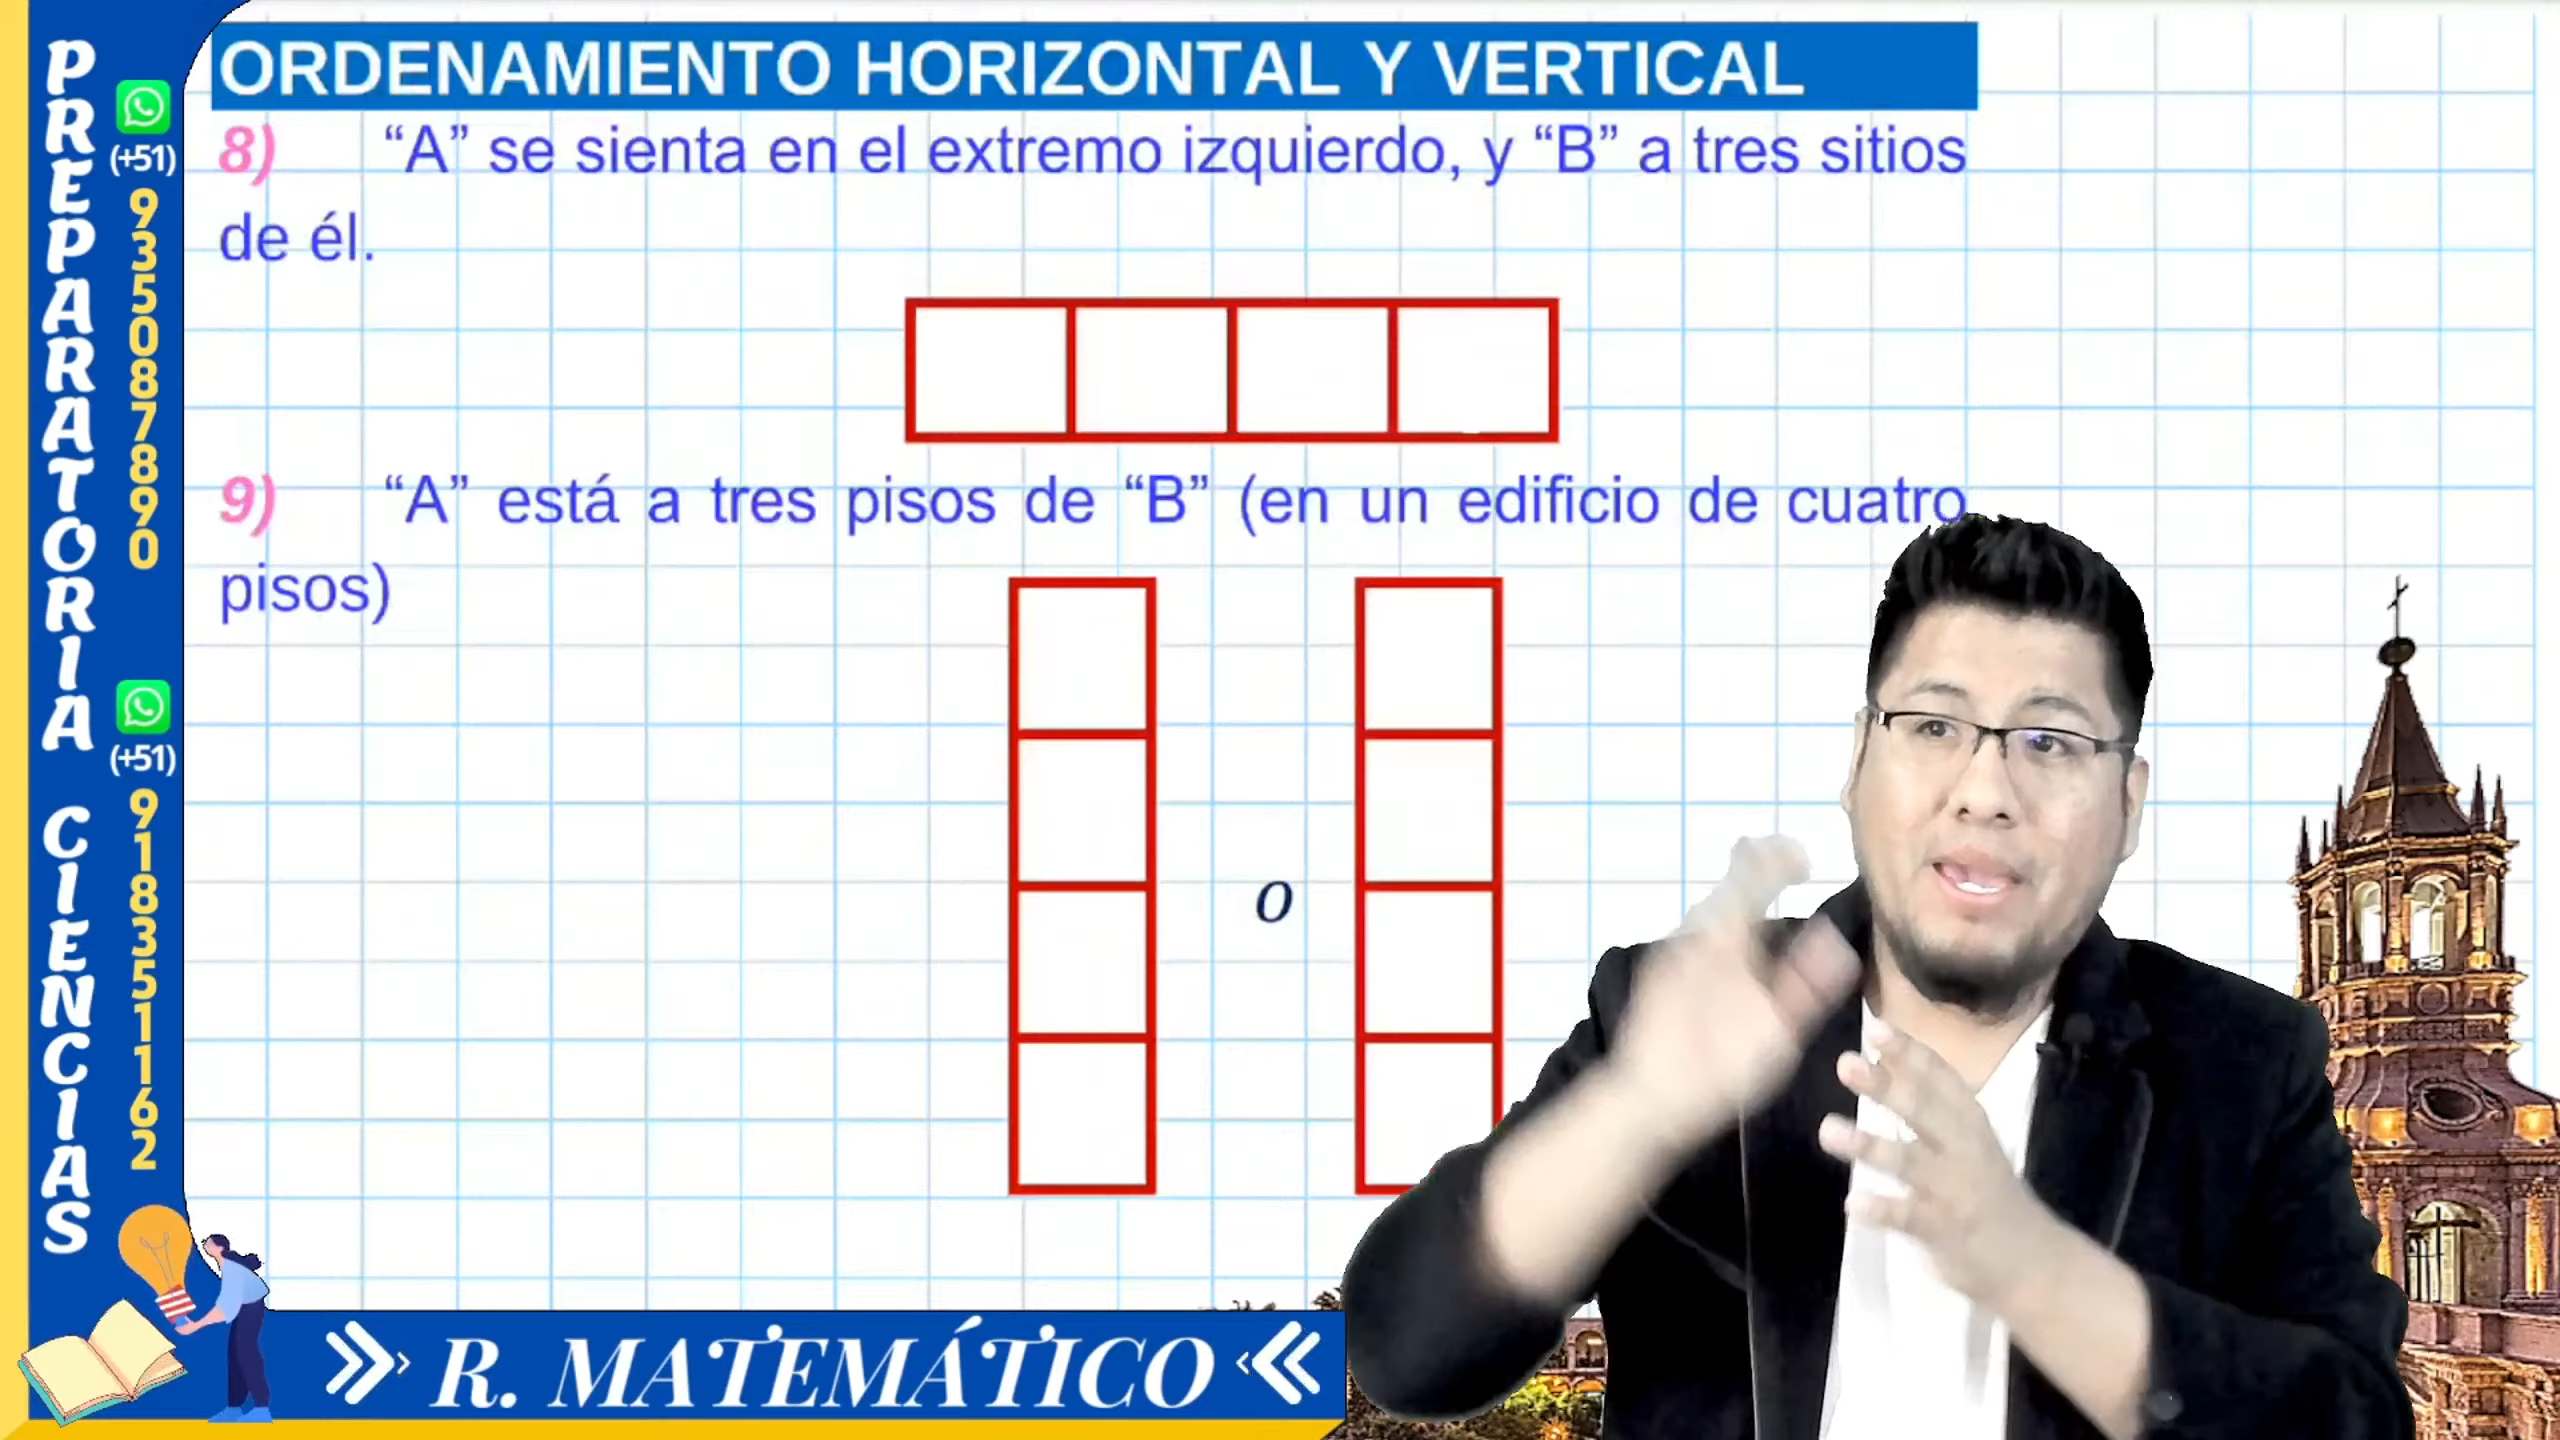 PREPARATORIA CIENCIAS
(+51)
935087890
(+51)
918351162
ORDENAMIENTO HORIZONTAL Y VERTICAL
8) “A” se sienta en el extremo izquierdo, y “B” a tres sitios
de él.
9) “A” está a tres pisos de “B” (en un edificio de cuatro
pisos)
o
R. MATEMÁTICO